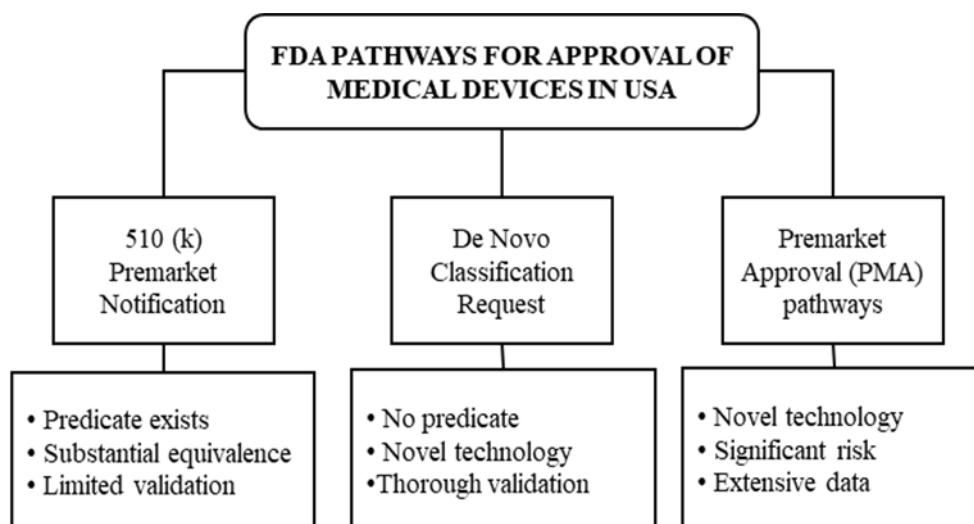 FDA PATHWAYS FOR APPROVAL OF
MEDICAL DEVICES IN USA
510 (k)
Premarket
Notification
De Novo
Classification
Request
Premarket
Approval (PMA)
pathways
• Predicate exists
• Substantial equivalence
• Limited validation
• No predicate
• Novel technology
•Thorough validation
• Novel technology
• Significant risk
• Extensive data